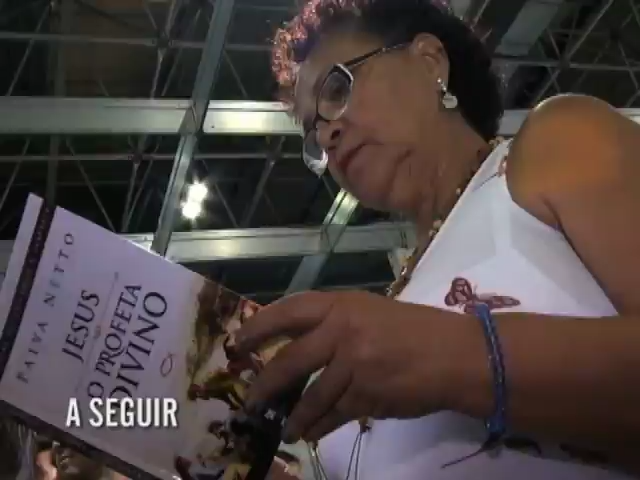 PAIVA NETTO
JESUS
O PROFETA
DIVINO
A SEGUIR